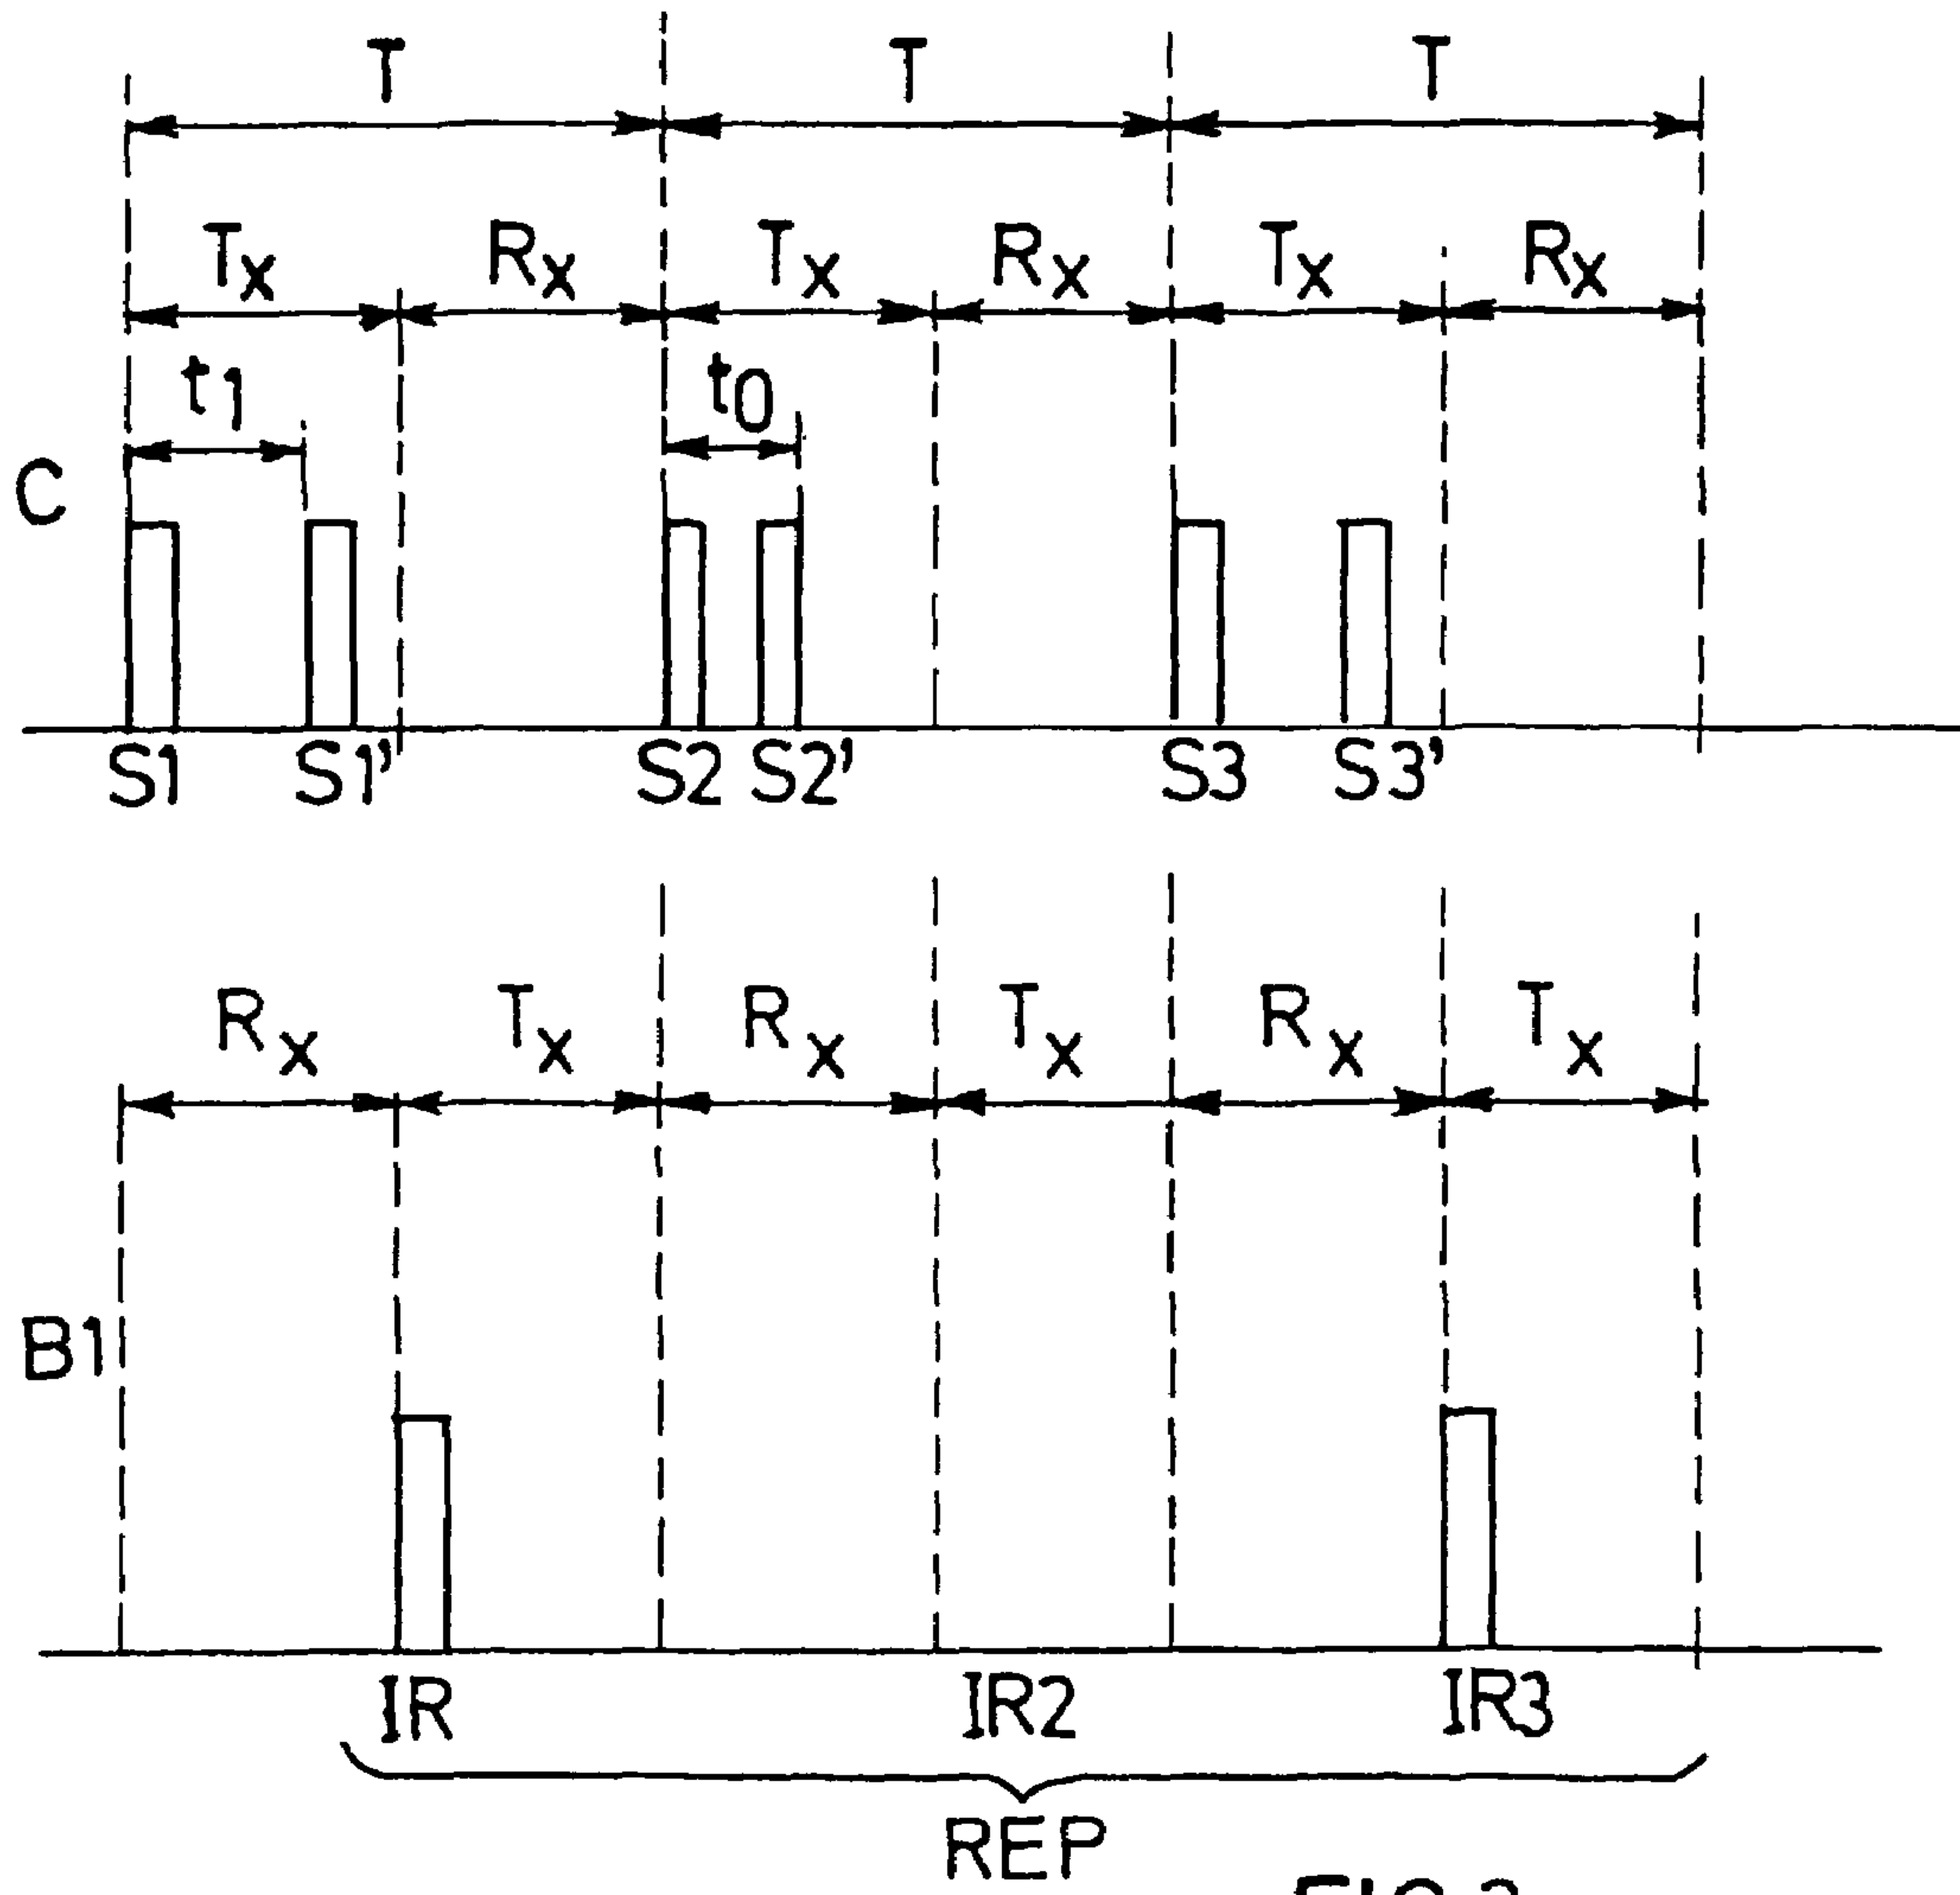 T T T
Tx Rx Tx Rx Tx Rx
t1 t0
C
S1 S1' S2 S2' S3 S3'
Rx Tx Rx Tx Rx Tx
B1
IR IR2 IR3
REP